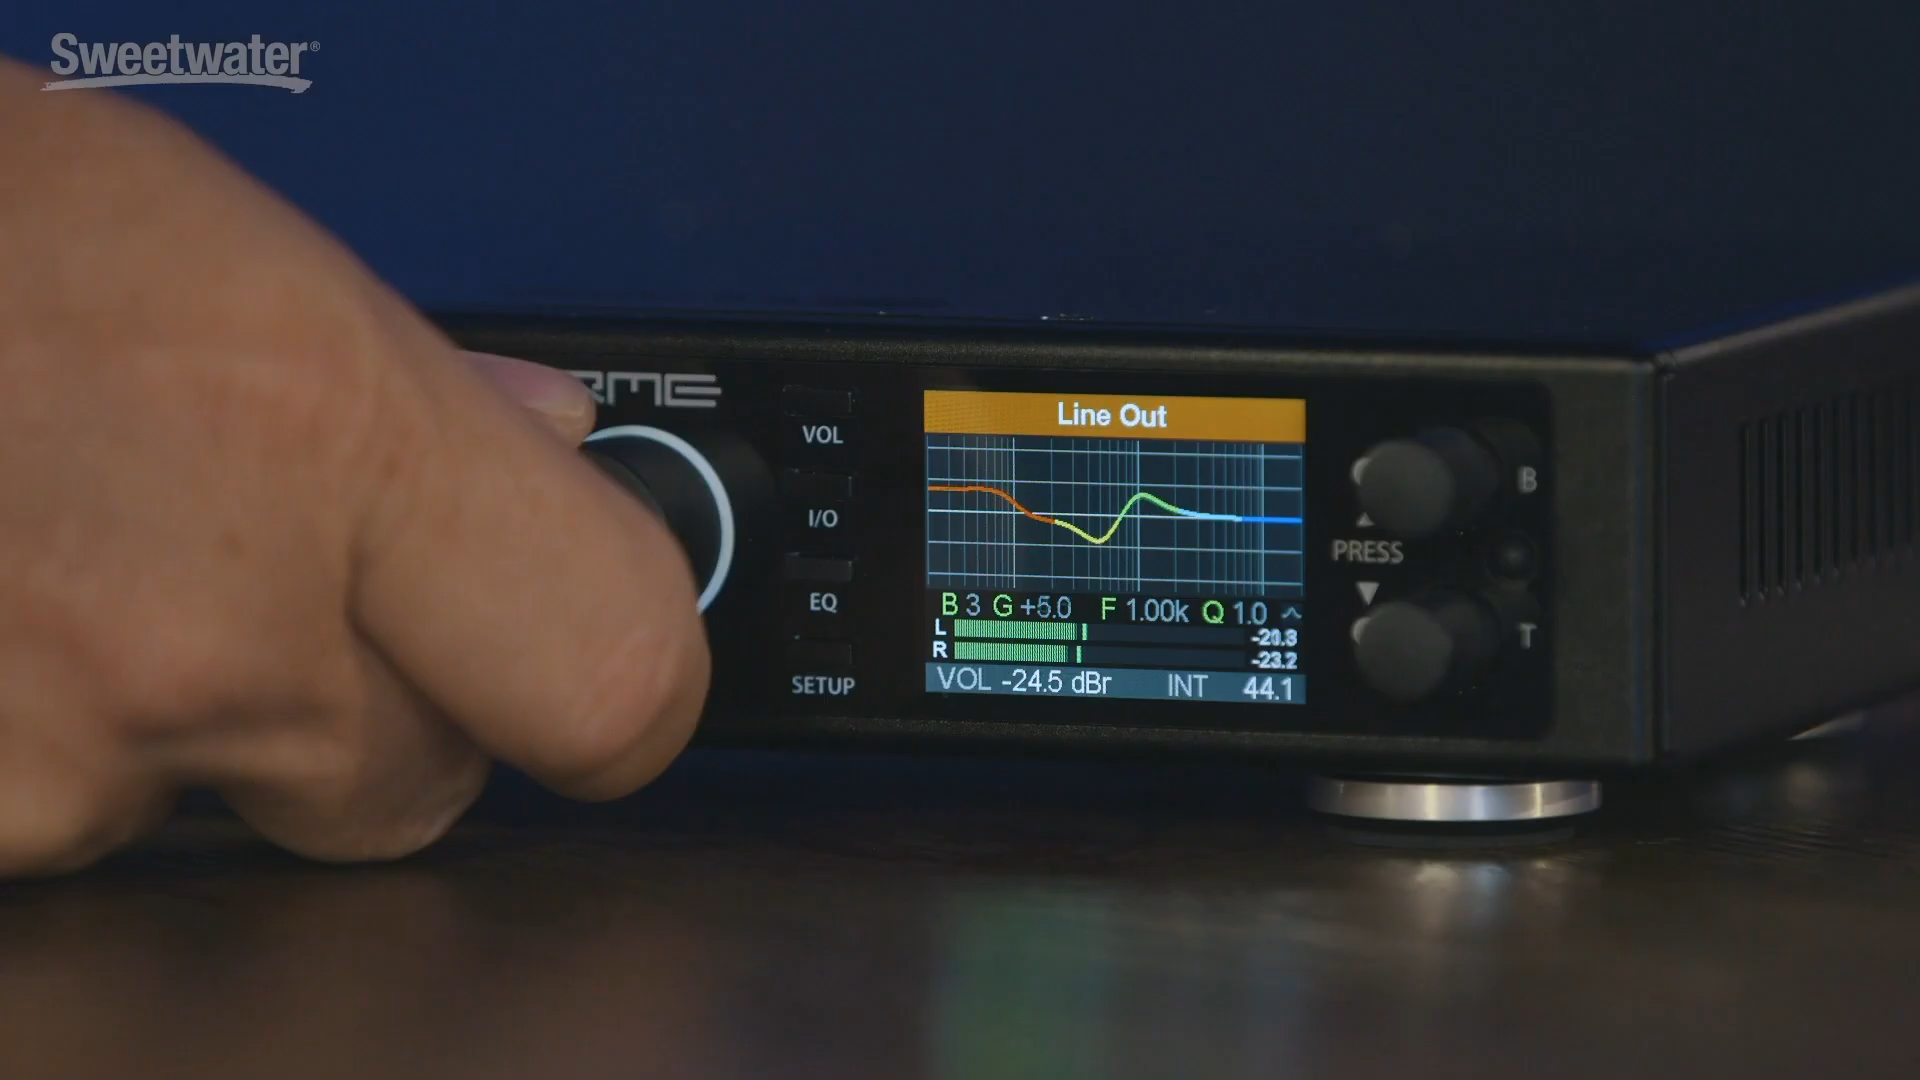 Sweetwater®
RME
VOL
I/O
EQ
SETUP
Line Out
B 3 G +5.0 F 1.00k Q 1.0
L -20.3
R -23.2
VOL -24.5 dBr INT 44.1
B
PRESS
T